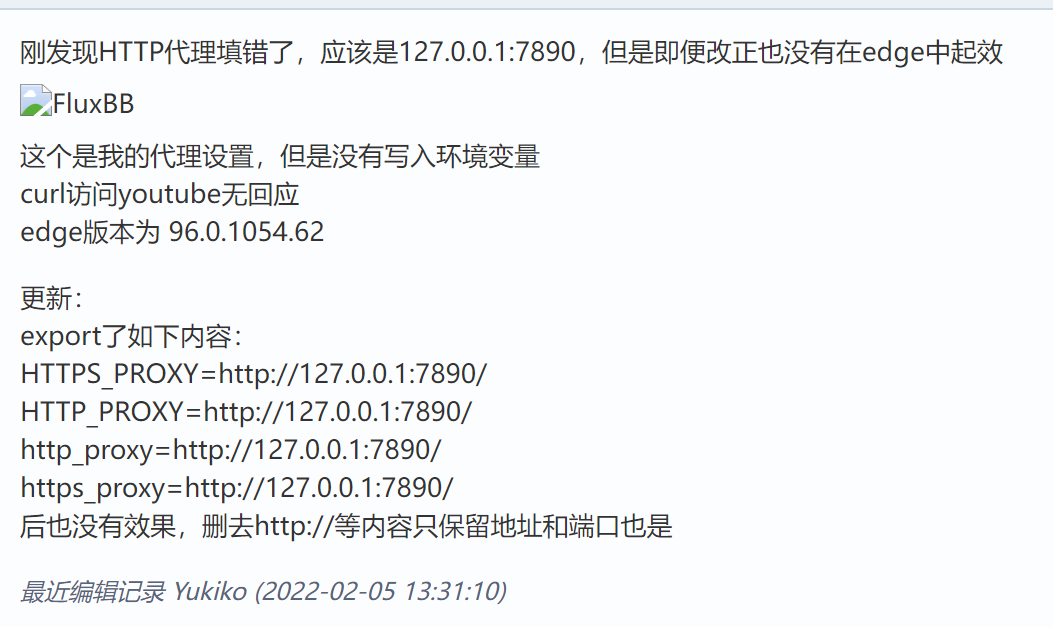 刚发现HTTP代理填错了，应该是127.0.0.1:7890，但是即便改正也没有在edge中起效
FluxBB
这个是我的代理设置，但是没有写入环境变量
curl访问youtube无回应
edge版本为 96.0.1054.62
更新：
export了如下内容：
HTTPS_PROXY=http://127.0.0.1:7890/
HTTP_PROXY=http://127.0.0.1:7890/
http_proxy=http://127.0.0.1:7890/
https_proxy=http://127.0.0.1:7890/
后也没有效果，删去http://等内容只保留地址和端口也是
最近编辑记录 Yukiko (2022-02-05 13:31:10)